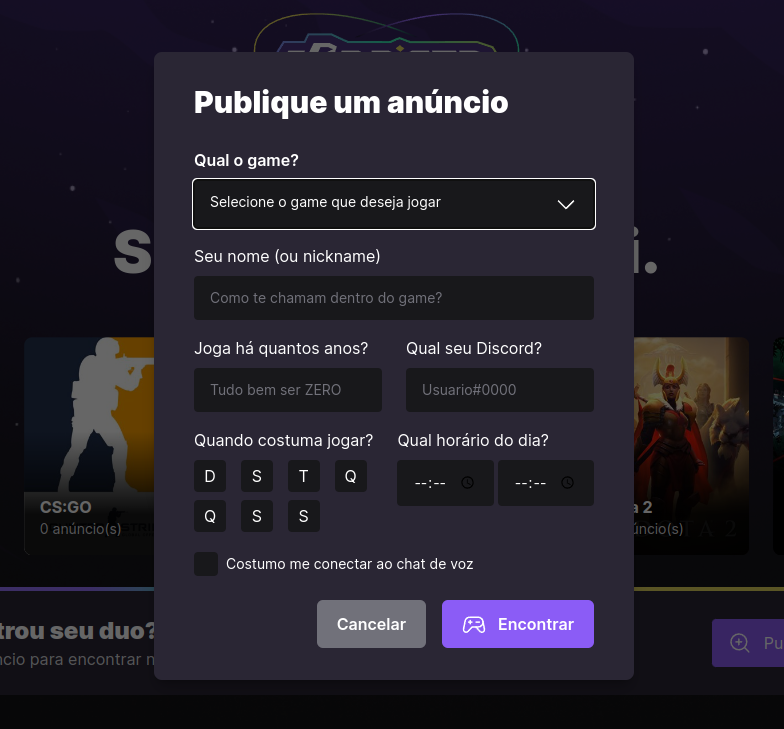 Publique um anúncio
Qual o game?
Selecione o game que deseja jogar
Seu nome (ou nickname)
Como te chamam dentro do game?
Joga há quantos anos? Qual seu Discord?
Tudo bem ser ZERO Usuario#0000
Quando costuma jogar? Qual horário do dia?
D S T Q --:-- --:--
Q S S
Costumo me conectar ao chat de voz
Cancelar Encontrar
S i.
CS:GO a 2
0 anúncio(s) úncio(s)
trou seu duo?
ncio para encontrar n Pu